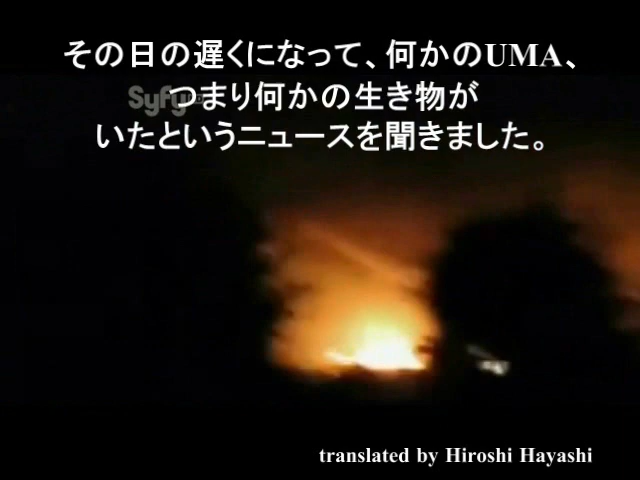 その日の遅くになって、何かのUMA、
Syfy
つまり何かの生き物が
いたというニュースを聞きました。
translated by Hiroshi Hayashi